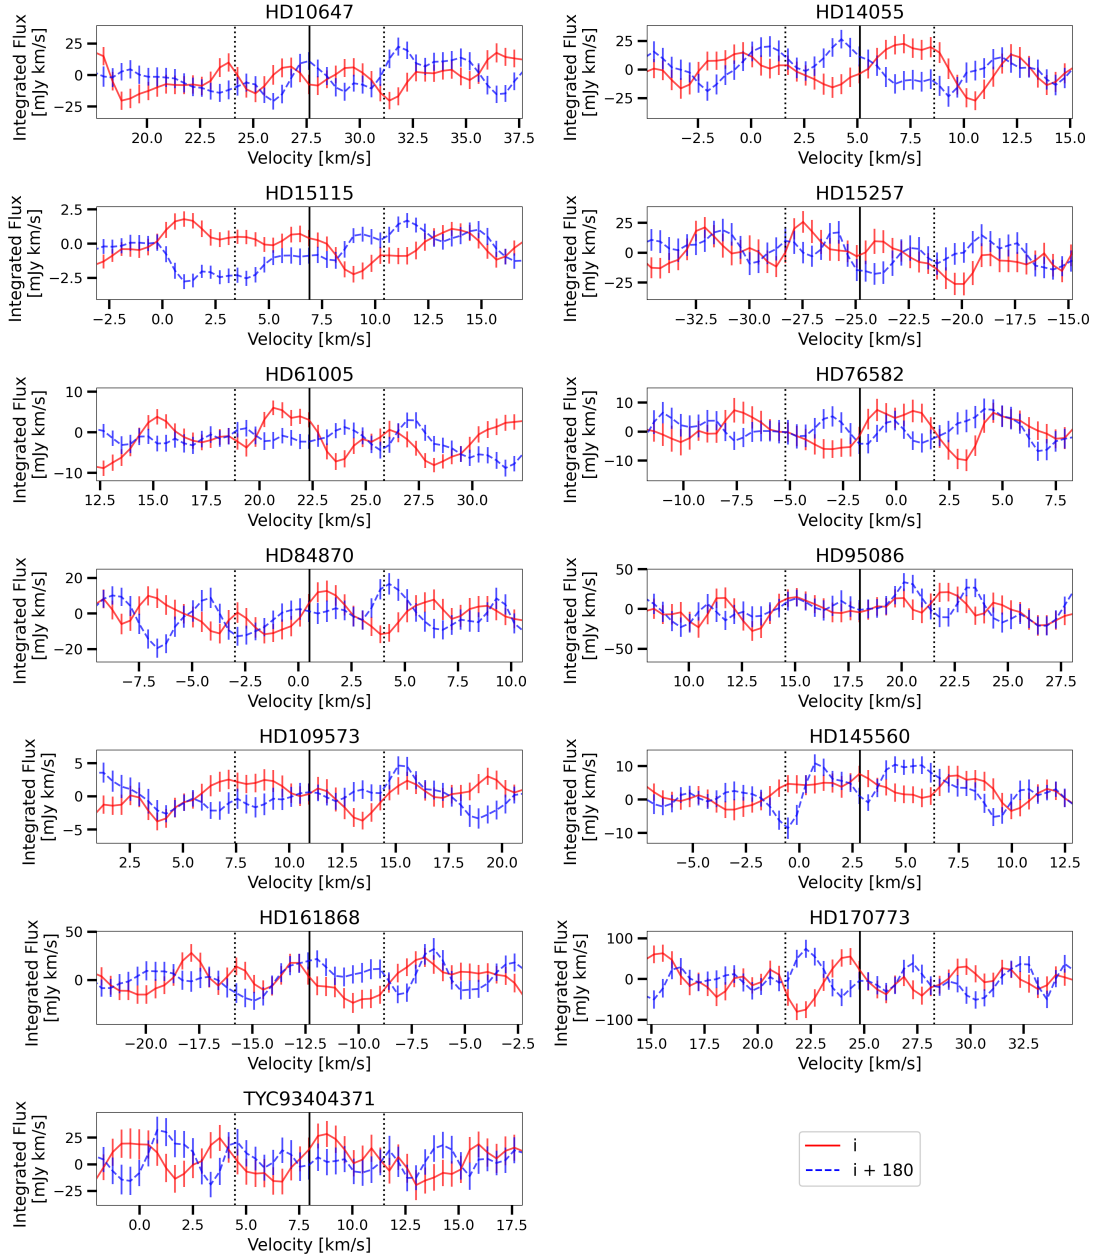 HD10647
Integrated Flux
[mJy km/s]
25
0
−25
20.0 22.5 25.0 27.5 30.0 32.5 35.0 37.5
Velocity [km/s]
HD14055
Integrated Flux
[mJy km/s]
25
0
−25
−2.5 0.0 2.5 5.0 7.5 10.0 12.5 15.0
Velocity [km/s]
HD15115
Integrated Flux
[mJy km/s]
2.5
0.0
−2.5
−2.5 0.0 2.5 5.0 7.5 10.0 12.5 15.0
Velocity [km/s]
HD15257
Integrated Flux
[mJy km/s]
25
0
−25
−32.5 −30.0 −27.5 −25.0 −22.5 −20.0 −17.5 −15.0
Velocity [km/s]
HD61005
Integrated Flux
[mJy km/s]
10
0
−10
12.5 15.0 17.5 20.0 22.5 25.0 27.5 30.0
Velocity [km/s]
HD76582
Integrated Flux
[mJy km/s]
10
0
−10
−10.0 −7.5 −5.0 −2.5 0.0 2.5 5.0 7.5
Velocity [km/s]
HD84870
Integrated Flux
[mJy km/s]
20
0
−20
−7.5 −5.0 −2.5 0.0 2.5 5.0 7.5 10.0
Velocity [km/s]
HD95086
Integrated Flux
[mJy km/s]
50
0
−50
10.0 12.5 15.0 17.5 20.0 22.5 25.0 27.5
Velocity [km/s]
HD109573
Integrated Flux
[mJy km/s]
5
0
−5
2.5 5.0 7.5 10.0 12.5 15.0 17.5 20.0
Velocity [km/s]
HD145560
Integrated Flux
[mJy km/s]
10
0
−10
−5.0 −2.5 0.0 2.5 5.0 7.5 10.0 12.5
Velocity [km/s]
HD161868
Integrated Flux
[mJy km/s]
50
0
−20.0 −17.5 −15.0 −12.5 −10.0 −7.5 −5.0 −2.5
Velocity [km/s]
HD170773
Integrated Flux
[mJy km/s]
100
0
−100
15.0 17.5 20.0 22.5 25.0 27.5 30.0 32.5
Velocity [km/s]
TYC93404371
Integrated Flux
[mJy km/s]
25
0
−25
0.0 2.5 5.0 7.5 10.0 12.5 15.0 17.5
Velocity [km/s]
i
i + 180